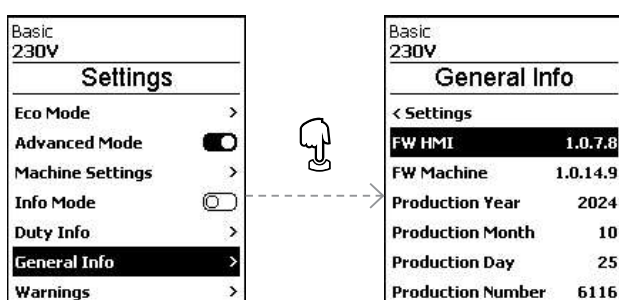 Basic
230V
Settings
Eco Mode >
Advanced Mode
Machine Settings >
Info Mode
Duty Info >
General Info >
Warnings >
Basic
230V
General Info
< Settings
FW HMI 1.0.7.8
FW Machine 1.0.14.9
Production Year 2024
Production Month 10
Production Day 25
Production Number 6116